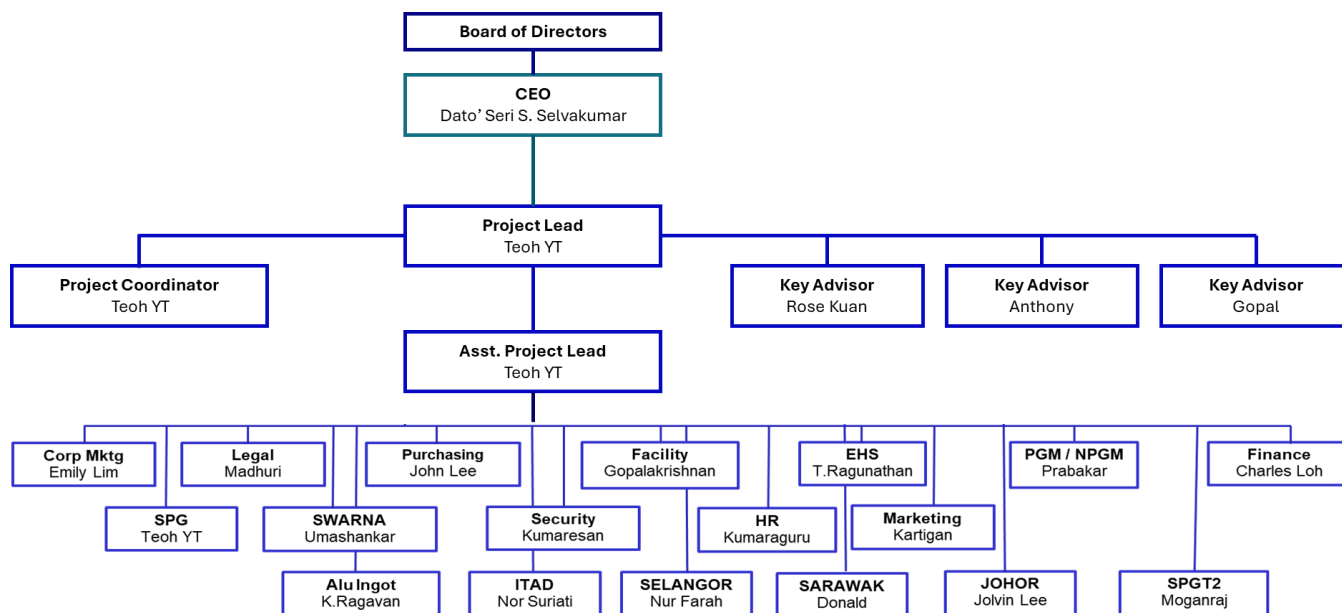 Board of Directors
CEO
Dato’ Seri S. Selvakumar
Project Lead
Teoh YT
Project Coordinator
Teoh YT
Key Advisor
Rose Kuan
Key Advisor
Anthony
Key Advisor
Gopal
Asst. Project Lead
Teoh YT
Corp Mktg
Emily Lim
Legal
Madhuri
Purchasing
John Lee
Facility
Gopalakrishnan
EHS
T.Ragunathan
PGM / NPGM
Prabakar
Finance
Charles Loh
SPG
Teoh YT
SWARNA
Umashankar
Security
Kumaresan
HR
Kumaraguru
Marketing
Kartigan
Alu Ingot
K.Ragavan
ITAD
Nor Suriati
SELANGOR
Nur Farah
SARAWAK
Donald
JOHOR
Jolvin Lee
SPGT2
Moganraj